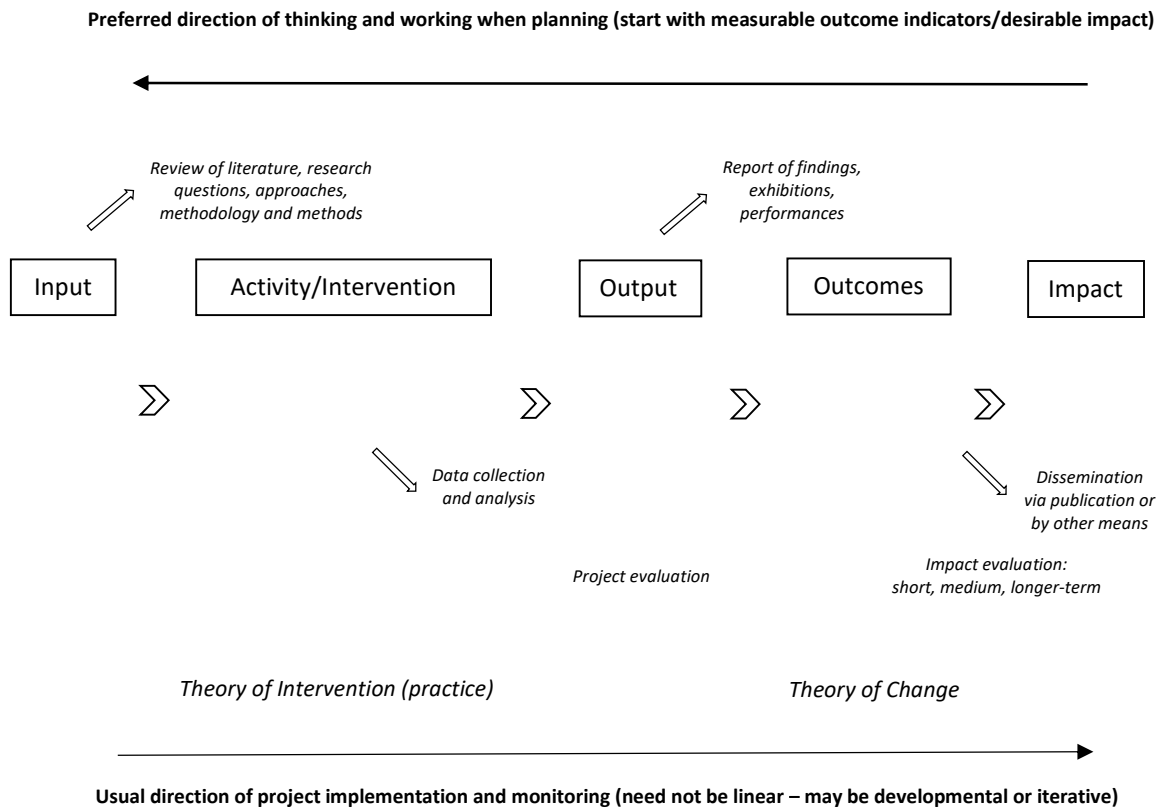 Preferred direction of thinking and working when planning (start with measurable outcome indicators/desirable impact)
Review of literature, research
questions, approaches,
methodology and methods
Report of findings,
exhibitions,
performances
Input
Activity/Intervention
Output
Outcomes
Impact
Data collection
and analysis
Dissemination
via publication or
by other means
Project evaluation
Impact evaluation:
short, medium, longer-term
Theory of Intervention (practice)
Theory of Change
Usual direction of project implementation and monitoring (need not be linear – may be developmental or iterative)